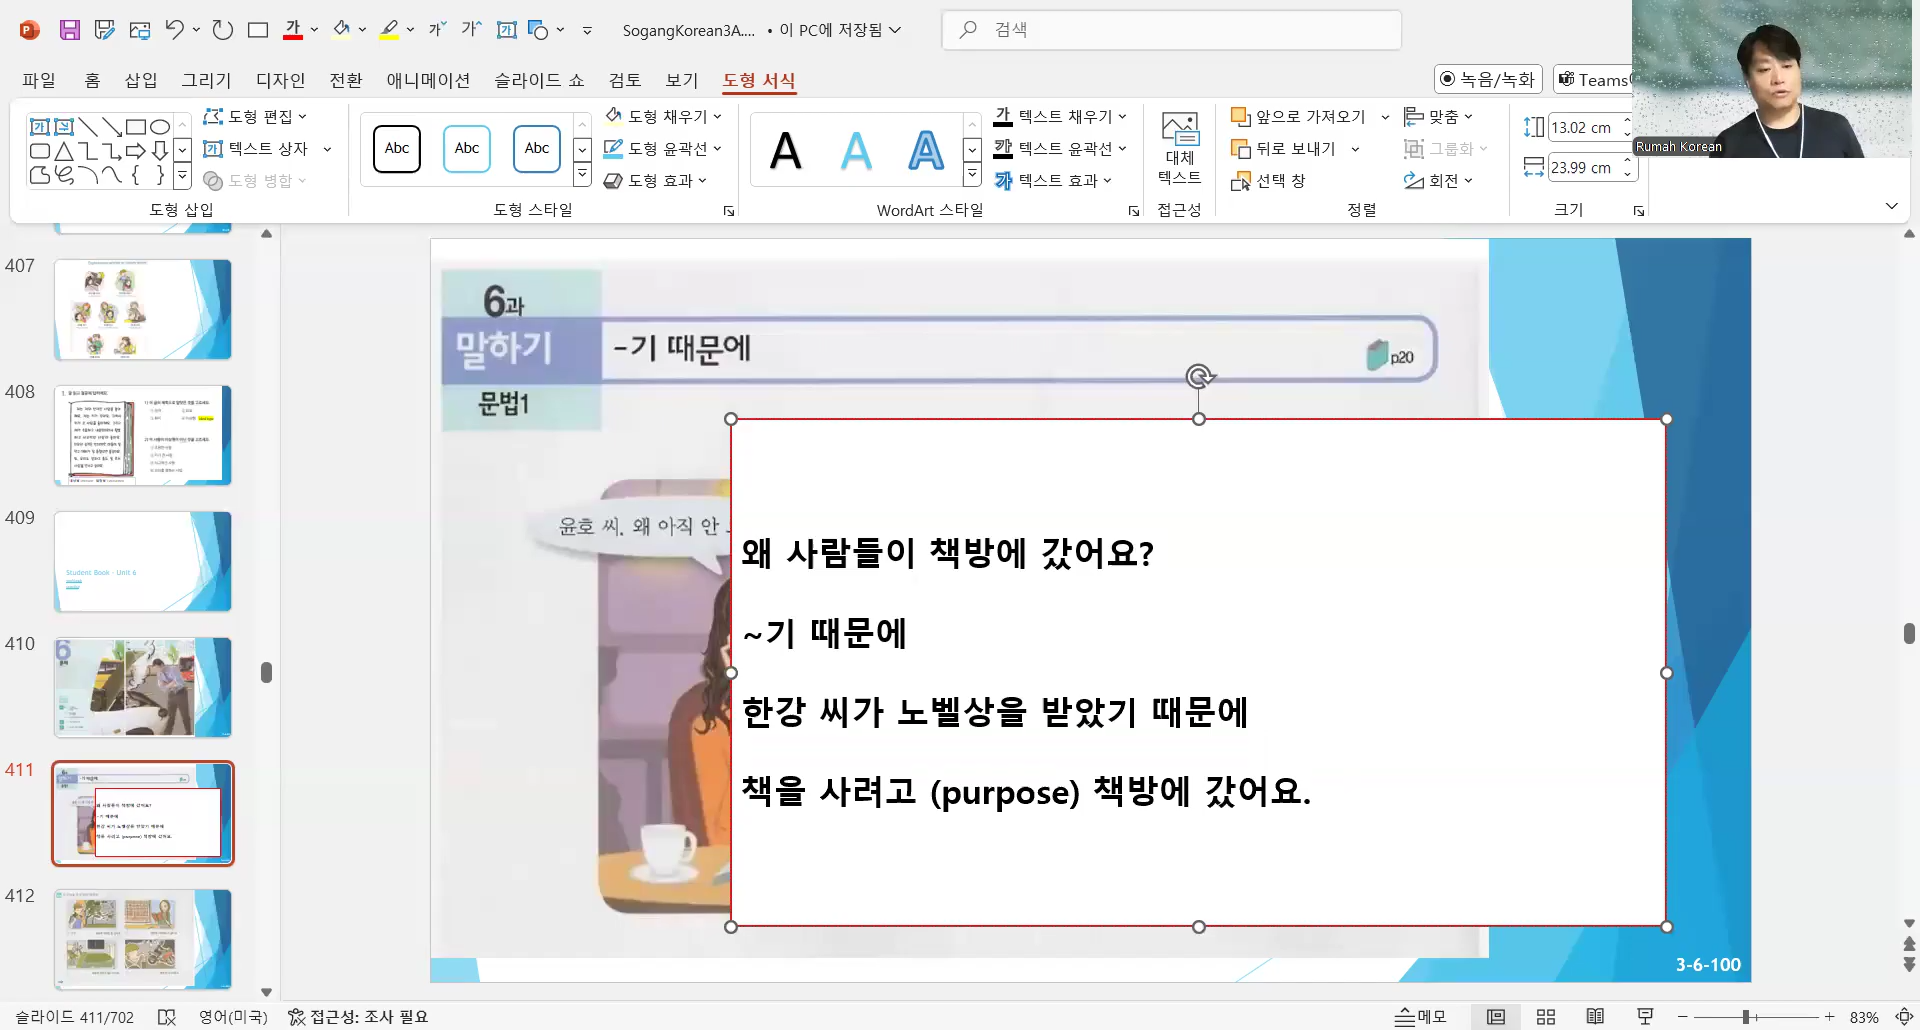 SogangKorean3A.... • 이 PC에 저장됨
검색
파일 홈 삽입 그리기 디자인 전환 애니메이션 슬라이드 쇼 검토 보기 도형 서식
녹음/녹화 Teams
도형 편집
텍스트 상자
도형 병합
도형 삽입
Abc Abc Abc
도형 채우기
도형 윤곽선
도형 효과
도형 스타일
A A A
텍스트 채우기
텍스트 윤곽선
텍스트 효과
WordArt 스타일
대체
텍스트
접근성
앞으로 가져오기
뒤로 보내기
선택 창
맞춤
그룹화
회전
정렬
13.02 cm
23.99 cm
크기
Rumah Korean
407
408
409
Student Book - Unit 6
410
411
412
6과
말하기
-기 때문에
p20
문법1
윤호 씨. 왜 아직 안
왜 사람들이 책방에 갔어요?
~기 때문에
한강 씨가 노벨상을 받았기 때문에
책을 사려고 (purpose) 책방에 갔어요.
3-6-100
슬라이드 411/702 영어(미국) 접근성: 조사 필요
메모 83%